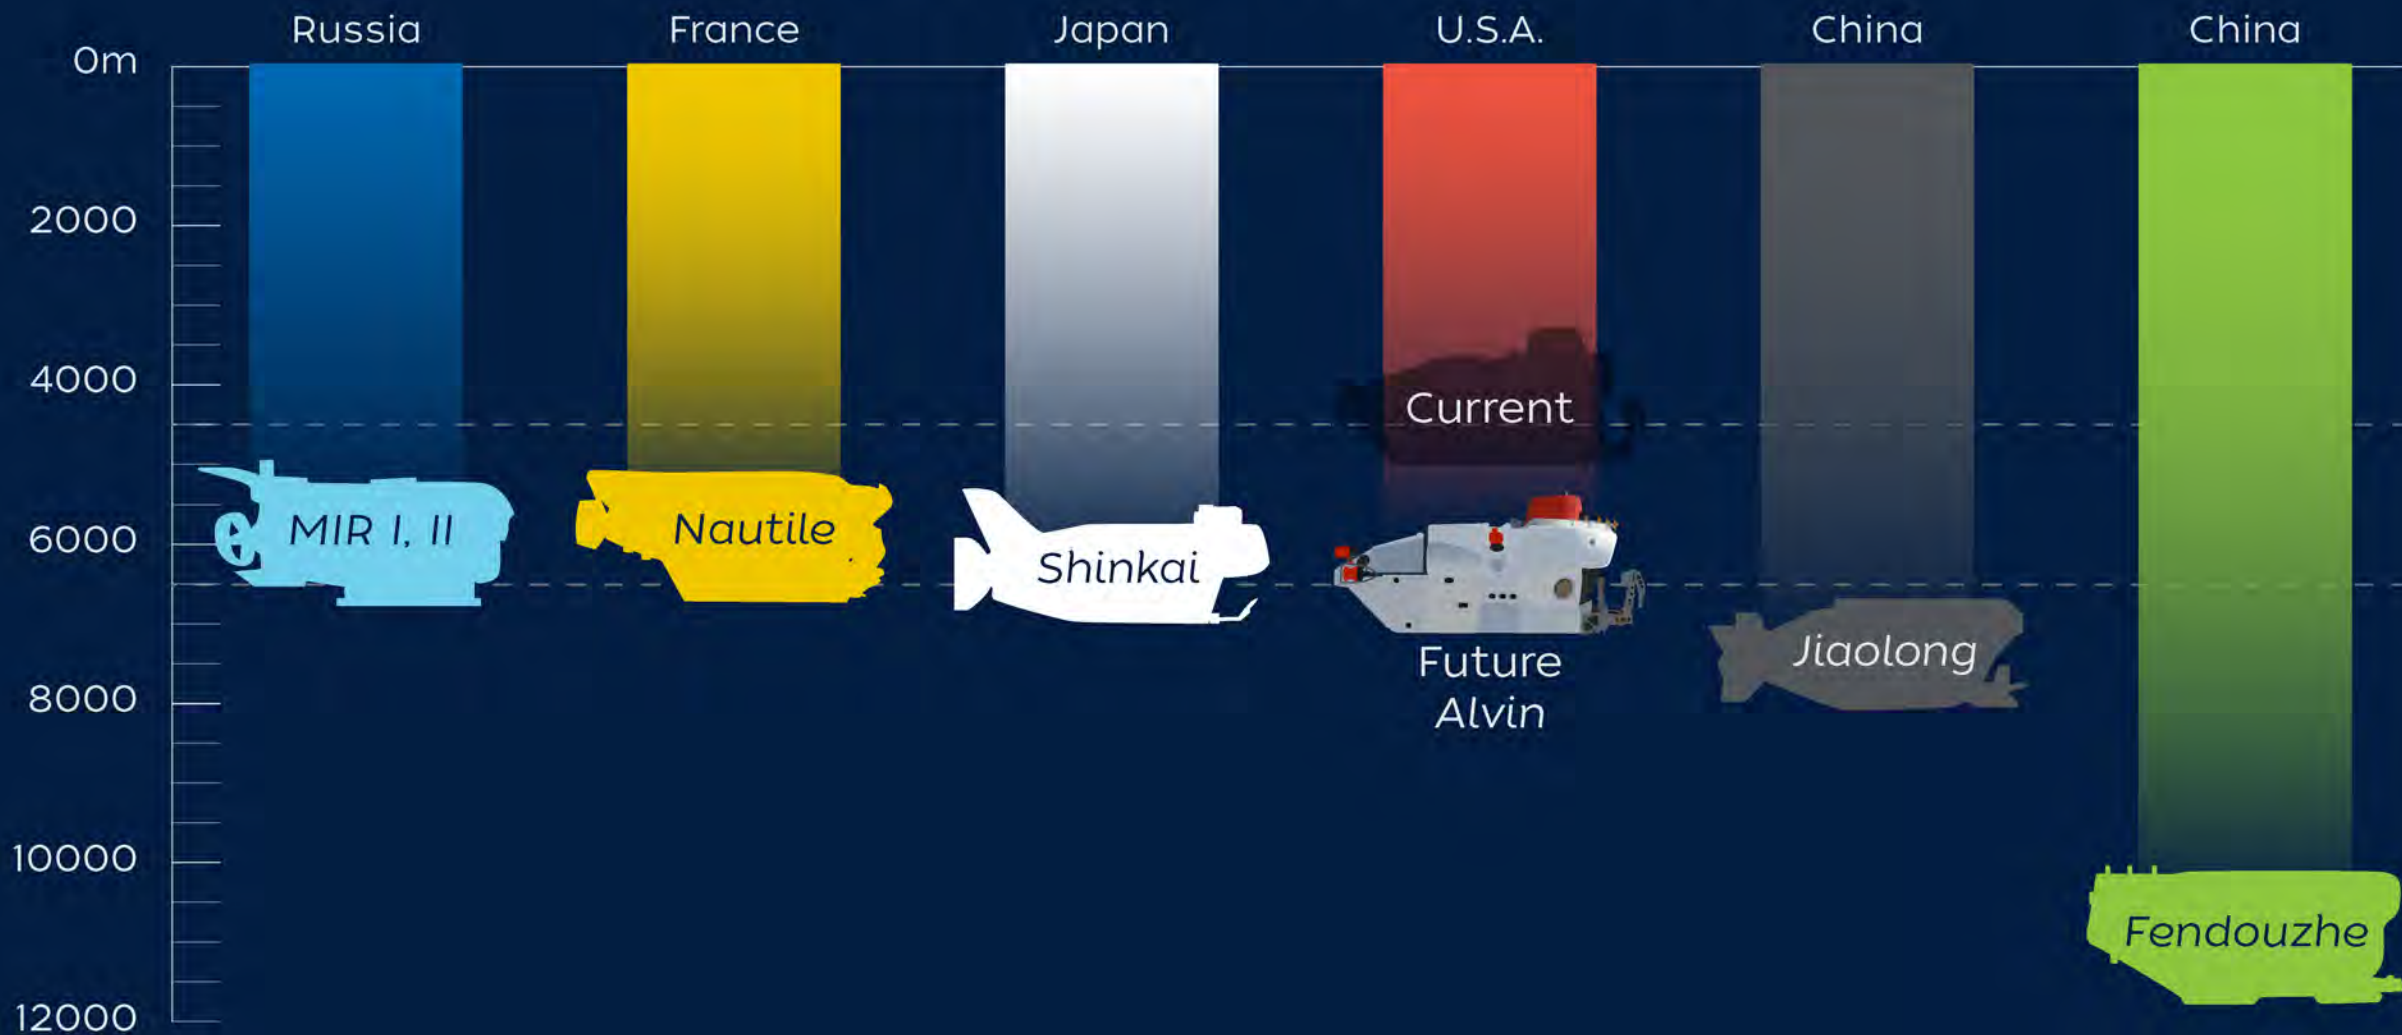 Russia
France
Japan
U.S.A.
China
China
0m
2000
4000
Current
MIR I, II
Nautile
6000
Shinkai
Jiaolong
Future
Alvin
8000
10000
Fendouzhe
12000